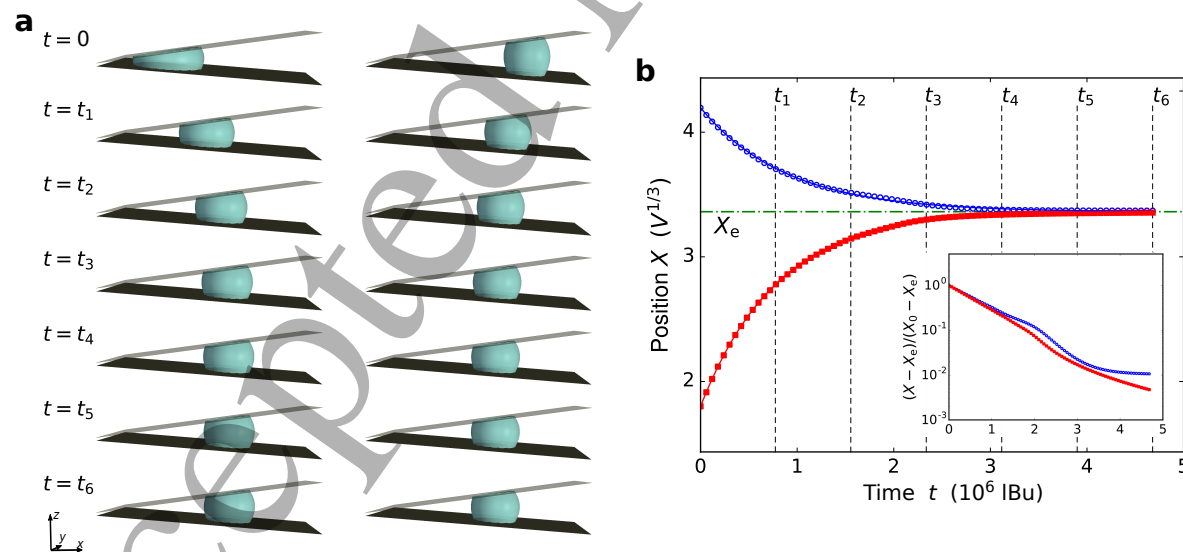 a
t = 0
t = t₁
t = t₂
t = t₃
t = t₄
t = t₅
t = t₆
z
y
x
b
t₁ t₂ t₃ t₄ t₅ t₆
4
3
2
Xₑ
Position X (V^1/3)
0 1 2 3 4 5
Time t (10⁶ lBu)
(X − Xₑ)/(X₀ − Xₑ)
10⁰
10⁻¹
10⁻²
10⁻³
0 1 2 3 4 5